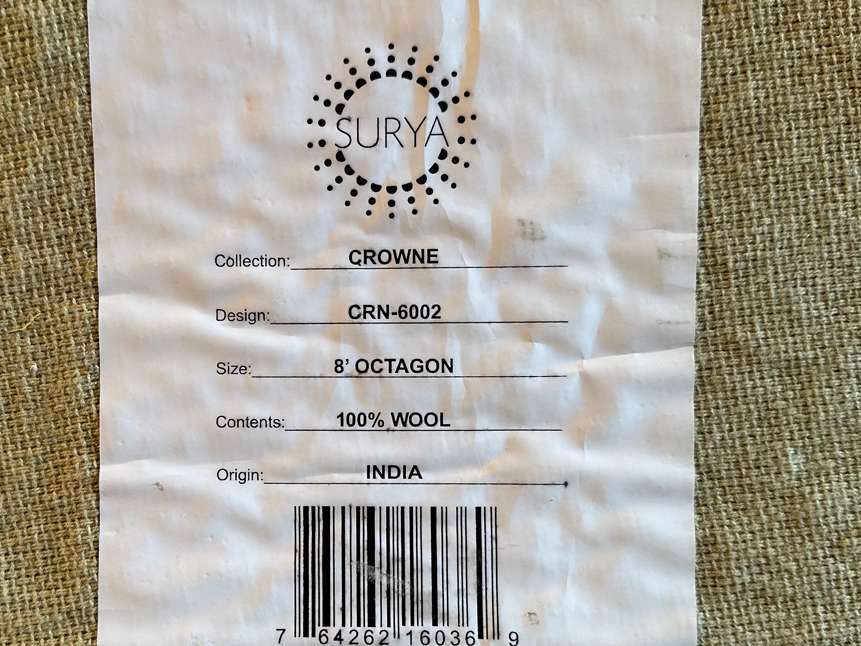 SURYA
Collection: CROWNE
Design: CRN-6002
Size: 8' OCTAGON
Contents: 100% WOOL
Origin: INDIA
7 64262 16036 9